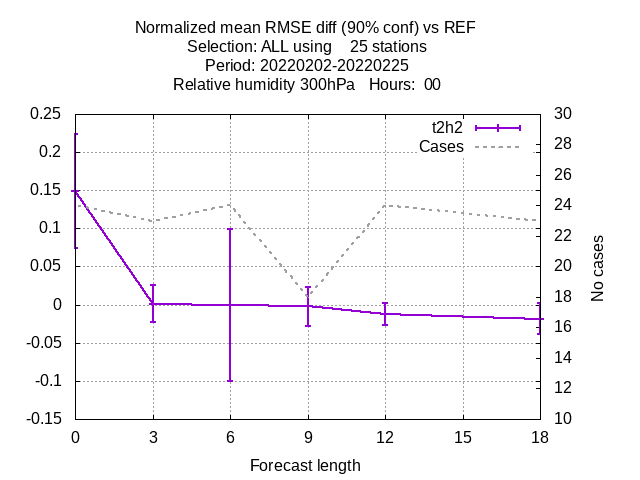 Normalized mean RMSE diff (90% conf) vs REF
Selection: ALL using    25 stations
Period: 20220202-20220225
Relative humidity 300hPa   Hours:  00
0.25
0.2
0.15
0.1
0.05
0
-0.05
-0.1
-0.15
30
28
26
24
22
20
18
16
14
12
10
t2h2
Cases
No cases
0 3 6 9 12 15 18
Forecast length